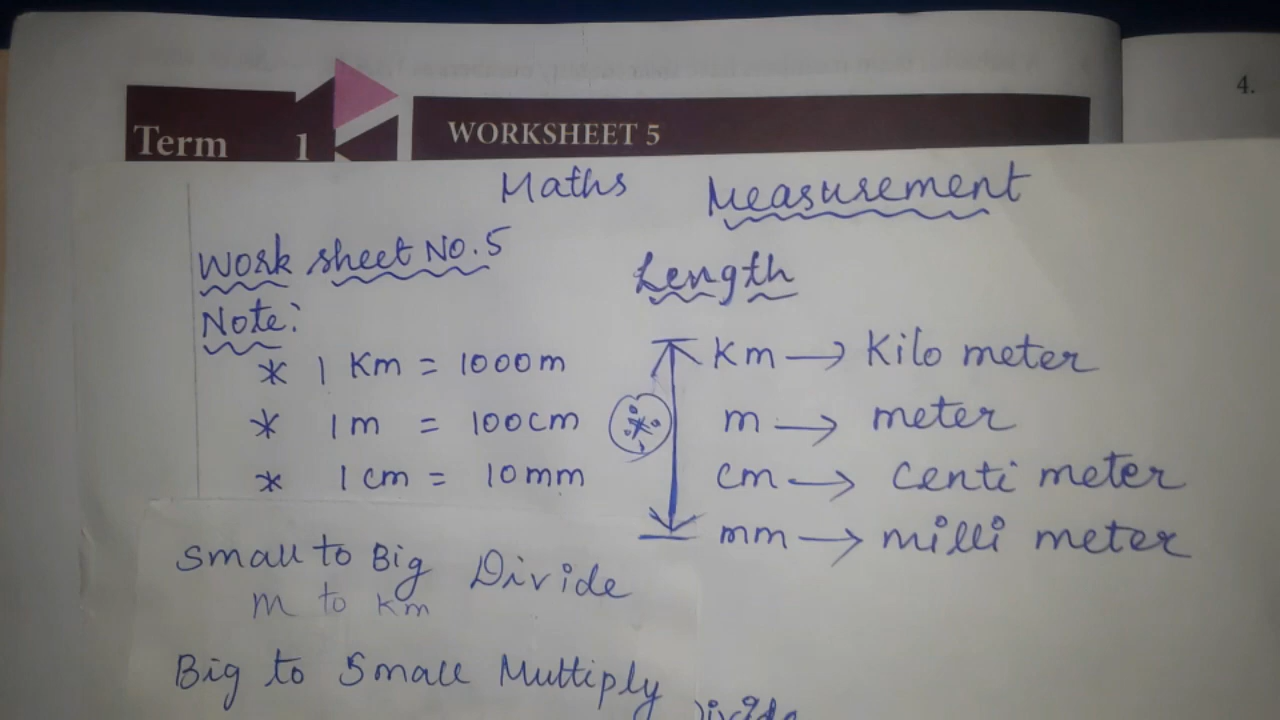 4.
Term 1 WORKSHEET 5
Maths Measurement
Work sheet No.5
Length
Note:
* 1 Km = 1000m
* 1m = 100cm
* 1cm = 10mm
Km → Kilo meter
m → meter
cm → centi meter
mm → milli meter
Small to Big Divide
m to Km
Big to Small Multiply
Divide